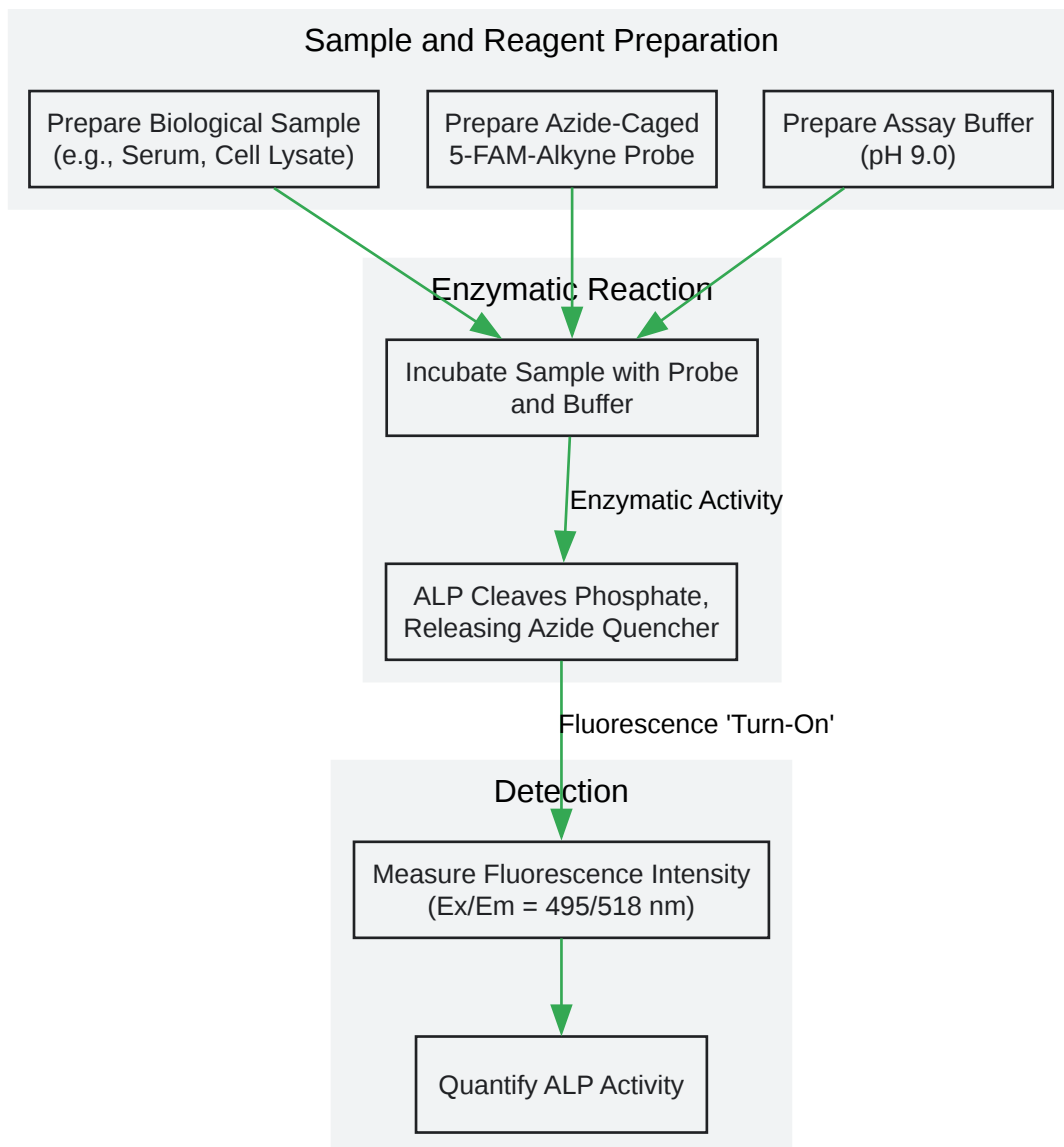 Sample and Reagent Preparation
Prepare Biological Sample
(e.g., Serum, Cell Lysate)
Prepare Azide-Caged
5-FAM-Alkyne Probe
Prepare Assay Buffer
(pH 9.0)
Enzymatic Reaction
Incubate Sample with Probe
and Buffer
Enzymatic Activity
ALP Cleaves Phosphate,
Releasing Azide Quencher
Fluorescence 'Turn-On'
Detection
Measure Fluorescence Intensity
(Ex/Em = 495/518 nm)
Quantify ALP Activity